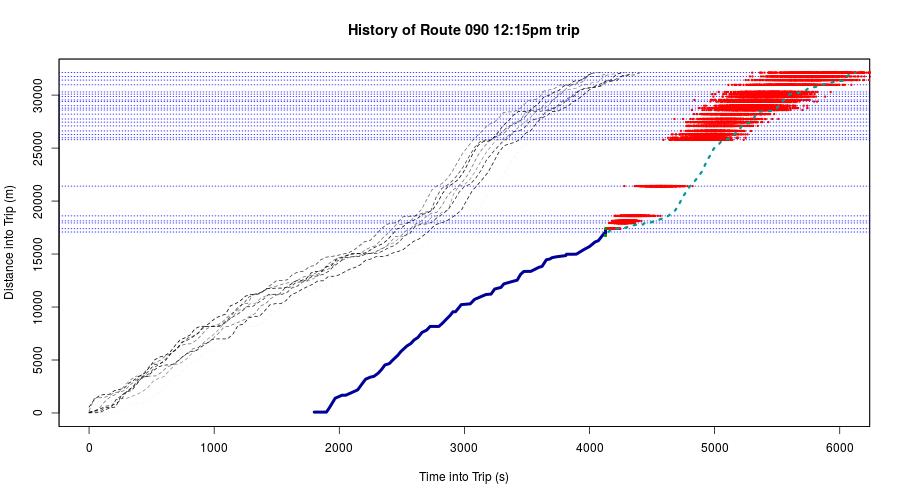 History of Route 090 12:15pm trip
Distance into Trip (m)
30000
25000
20000
15000
10000
5000
0
0 1000 2000 3000 4000 5000 6000
Time into Trip (s)